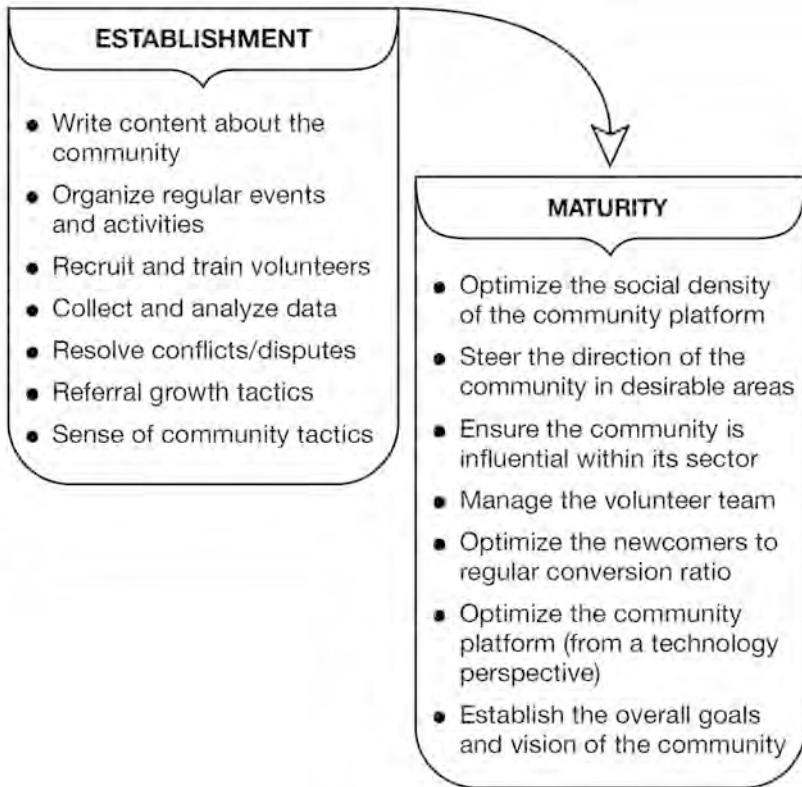 ESTABLISHMENT
• Write content about the
community
• Organize regular events
and activities
• Recruit and train volunteers
• Collect and analyze data
• Resolve conflicts/disputes
• Referral growth tactics
• Sense of community tactics
MATURITY
• Optimize the social density
of the community platform
• Steer the direction of the
community in desirable areas
• Ensure the community is
influential within its sector
• Manage the volunteer team
• Optimize the newcomers to
regular conversion ratio
• Optimize the community
platform (from a technology
perspective)
• Establish the overall goals
and vision of the community